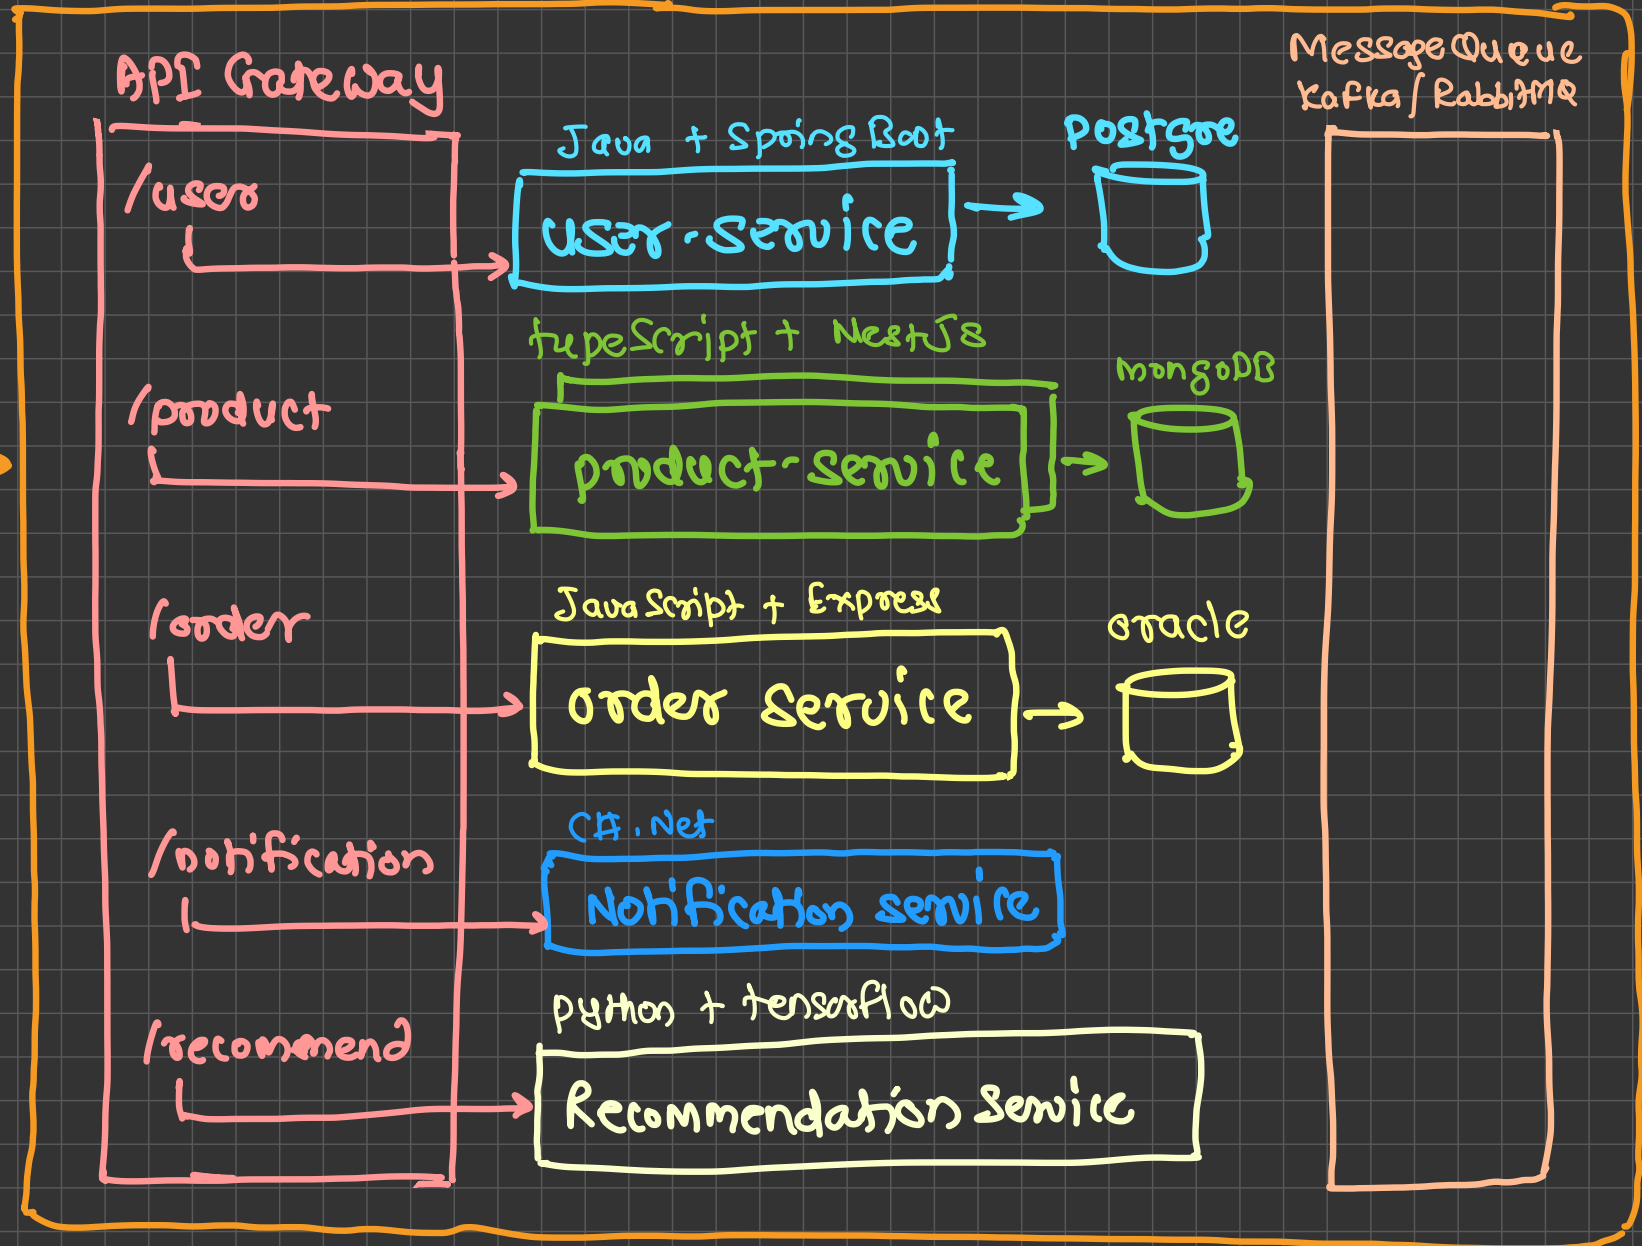 API Gateway
Message Queue
Kafka / RabbitMQ
/user
Java + Spring Boot
user-service
Postgre
/product
typeScript + NestJS
product-service
mongoDB
/order
JavaScript + Express
order service
oracle
/notification
C# .Net
Notification service
/recommend
python + tensorflow
Recommendation Service